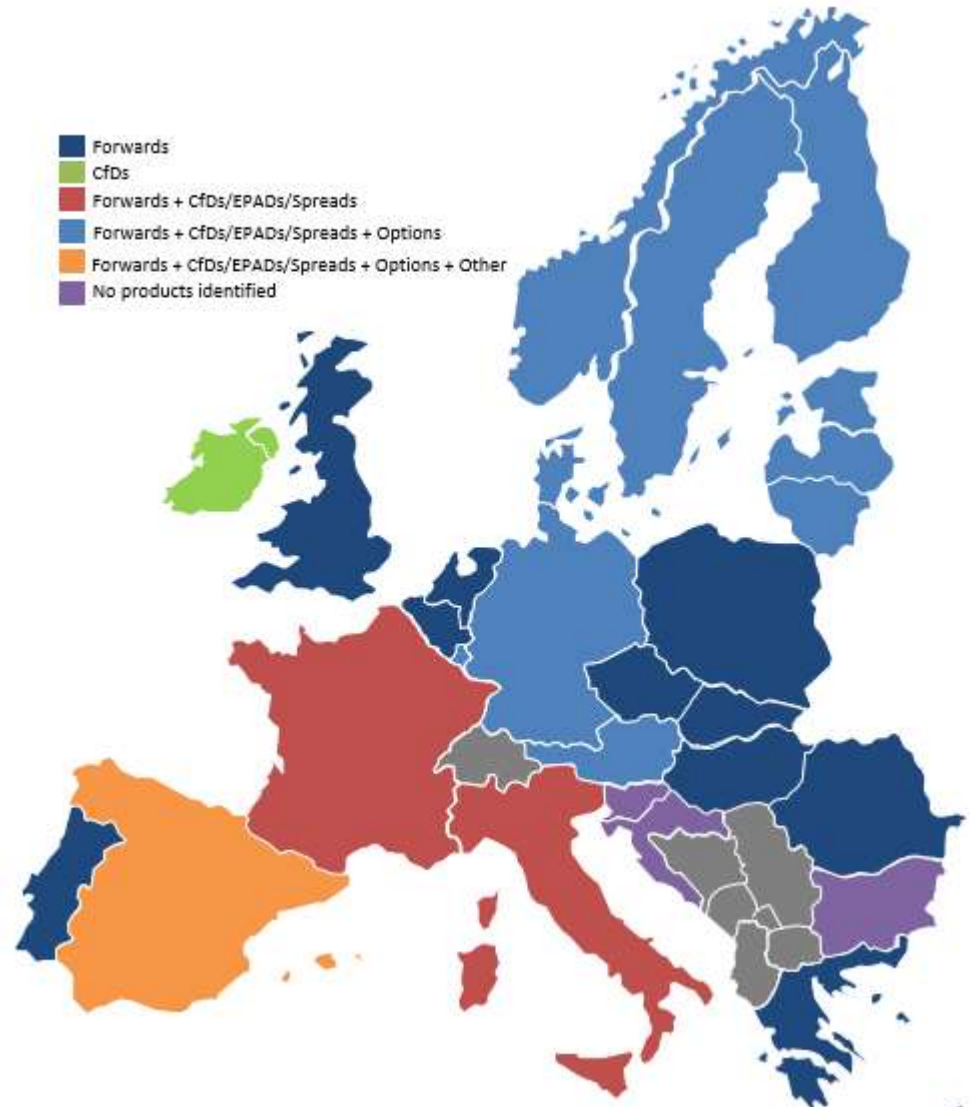 Forwards
CfDs
Forwards + CfDs/EPADs/Spreads
Forwards + CfDs/EPADs/Spreads + Options
Forwards + CfDs/EPADs/Spreads + Options + Other
No products identified